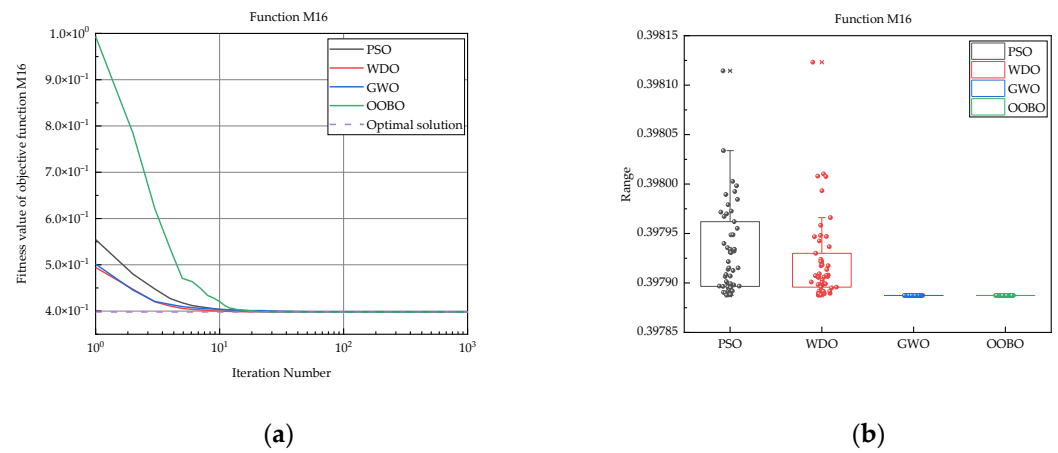 Function M16
1.0×10⁰
9.0×10⁻¹
8.0×10⁻¹
7.0×10⁻¹
6.0×10⁻¹
5.0×10⁻¹
4.0×10⁻¹
Fitness value of objective function M16
PSO
WDO
GWO
OOBO
Optimal solution
10⁰
10¹
10²
10³
Iteration Number
(a)
Function M16
0.39815
0.39810
0.39805
0.39800
0.39795
0.39790
0.39785
Range
PSO
WDO
GWO
OOBO
PSO
WDO
GWO
OOBO
(b)